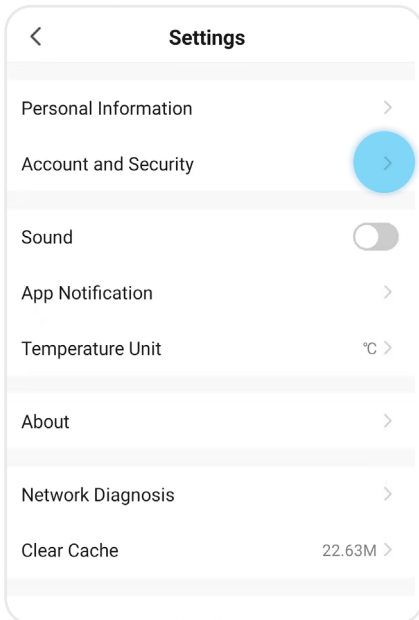 Settings
Personal Information
Account and Security
Sound
App Notification
Temperature Unit ℃
About
Network Diagnosis
Clear Cache 22.63M